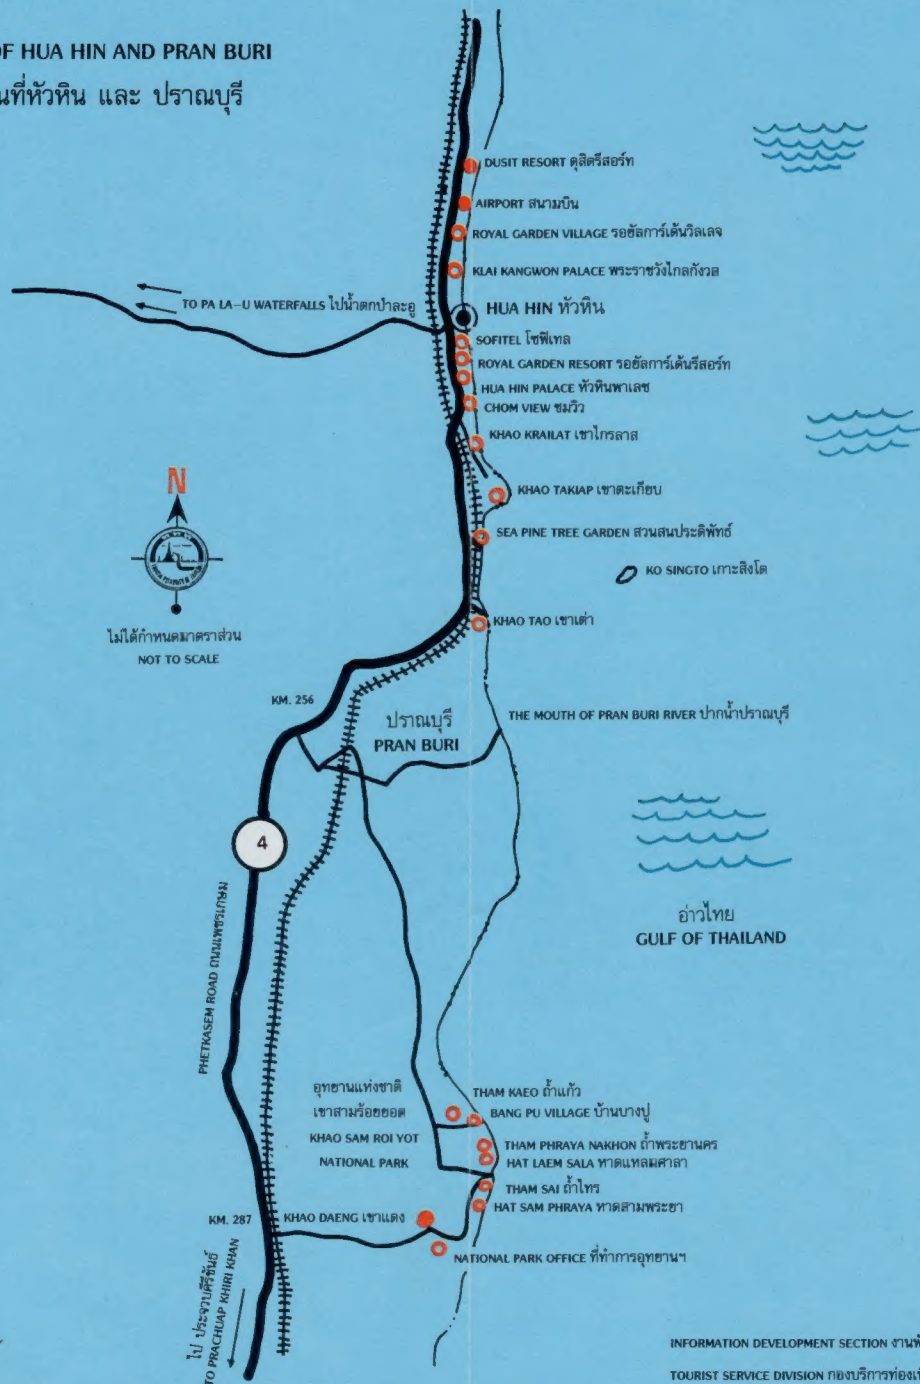 OF HUA HIN AND PRAN BURI
นที่หัวหิน และ ปราณบุรี
DUSIT RESORT ดุสิตรีสอร์ท
AIRPORT สนามบิน
ROYAL GARDEN VILLAGE รอยัลการ์เด้นวิลเลจ
KLAI KANGWON PALACE พระราชวังไกลกังวล
TO PA LA-U WATERFALLS ไปน้ำตกป่าละอู
HUA HIN หัวหิน
SOFITEL โซฟิเทล
ROYAL GARDEN RESORT รอยัลการ์เด้นรีสอร์ท
HUA HIN PALACE หัวหินพาเลซ
CHOM VIEW ชมวิว
KHAO KRAILAT เขาไกรลาส
N
KHAO TAKIAP เขาตะเกียบ
SEA PINE TREE GARDEN สวนสนประดิพัทธ์
KO SINGTO เกาะสิงโต
KHAO TAO เขาเต่า
ไม่ได้กำหนดมาตราส่วน
NOT TO SCALE
KM. 256
ปราณบุรี
PRAN BURI
THE MOUTH OF PRAN BURI RIVER ปากน้ำปราณบุรี
4
อ่าวไทย
GULF OF THAILAND
PHETKASEM ROAD ถนนเพชรเกษม
อุทยานแห่งชาติ
เขาสามร้อยยอด
KHAO SAM ROI YOT
NATIONAL PARK
THAM KAEO ถ้ำแก้ว
BANG PU VILLAGE บ้านบางปู
THAM PHRAYA NAKHON ถ้ำพระยานคร
HAT LAEM SALA หาดแหลมศาลา
THAM SAI ถ้ำไทร
HAT SAM PHRAYA หาดสามพระยา
KM. 287
KHAO DAENG เขาแดง
NATIONAL PARK OFFICE ที่ทำการอุทยานฯ
ไป ประจวบคีรีขันธ์
TO PRACHUAP KHIRI KHAN
INFORMATION DEVELOPMENT SECTION งานพั
TOURIST SERVICE DIVISION กองบริการท่องเที่